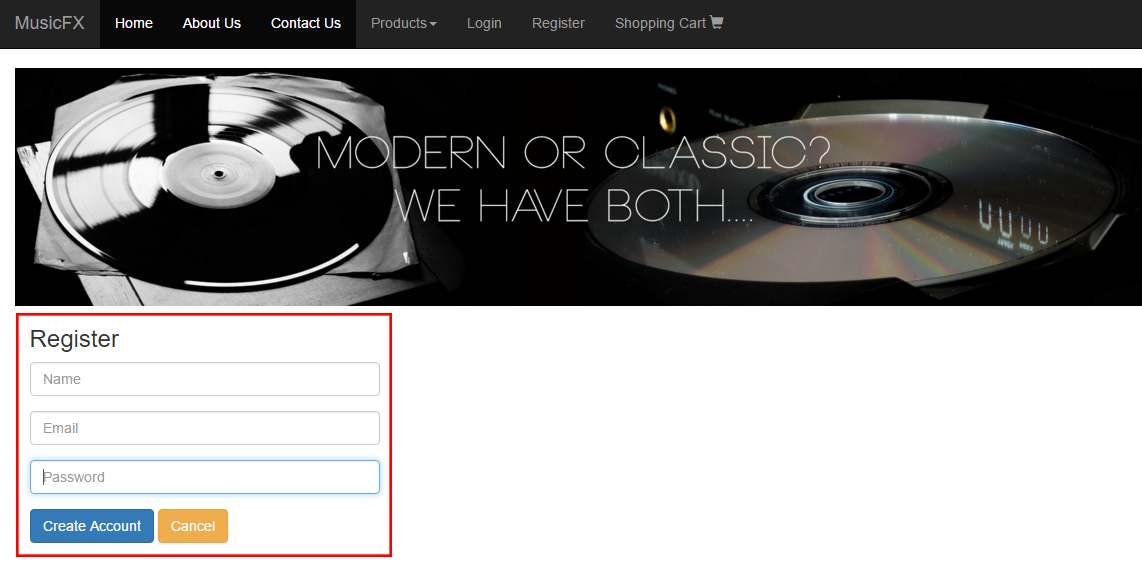 MusicFX Home About Us Contact Us Products Login Register Shopping Cart
MODERN OR CLASSIC?
WE HAVE BOTH....
Register
Name
Email
Password
Create Account Cancel